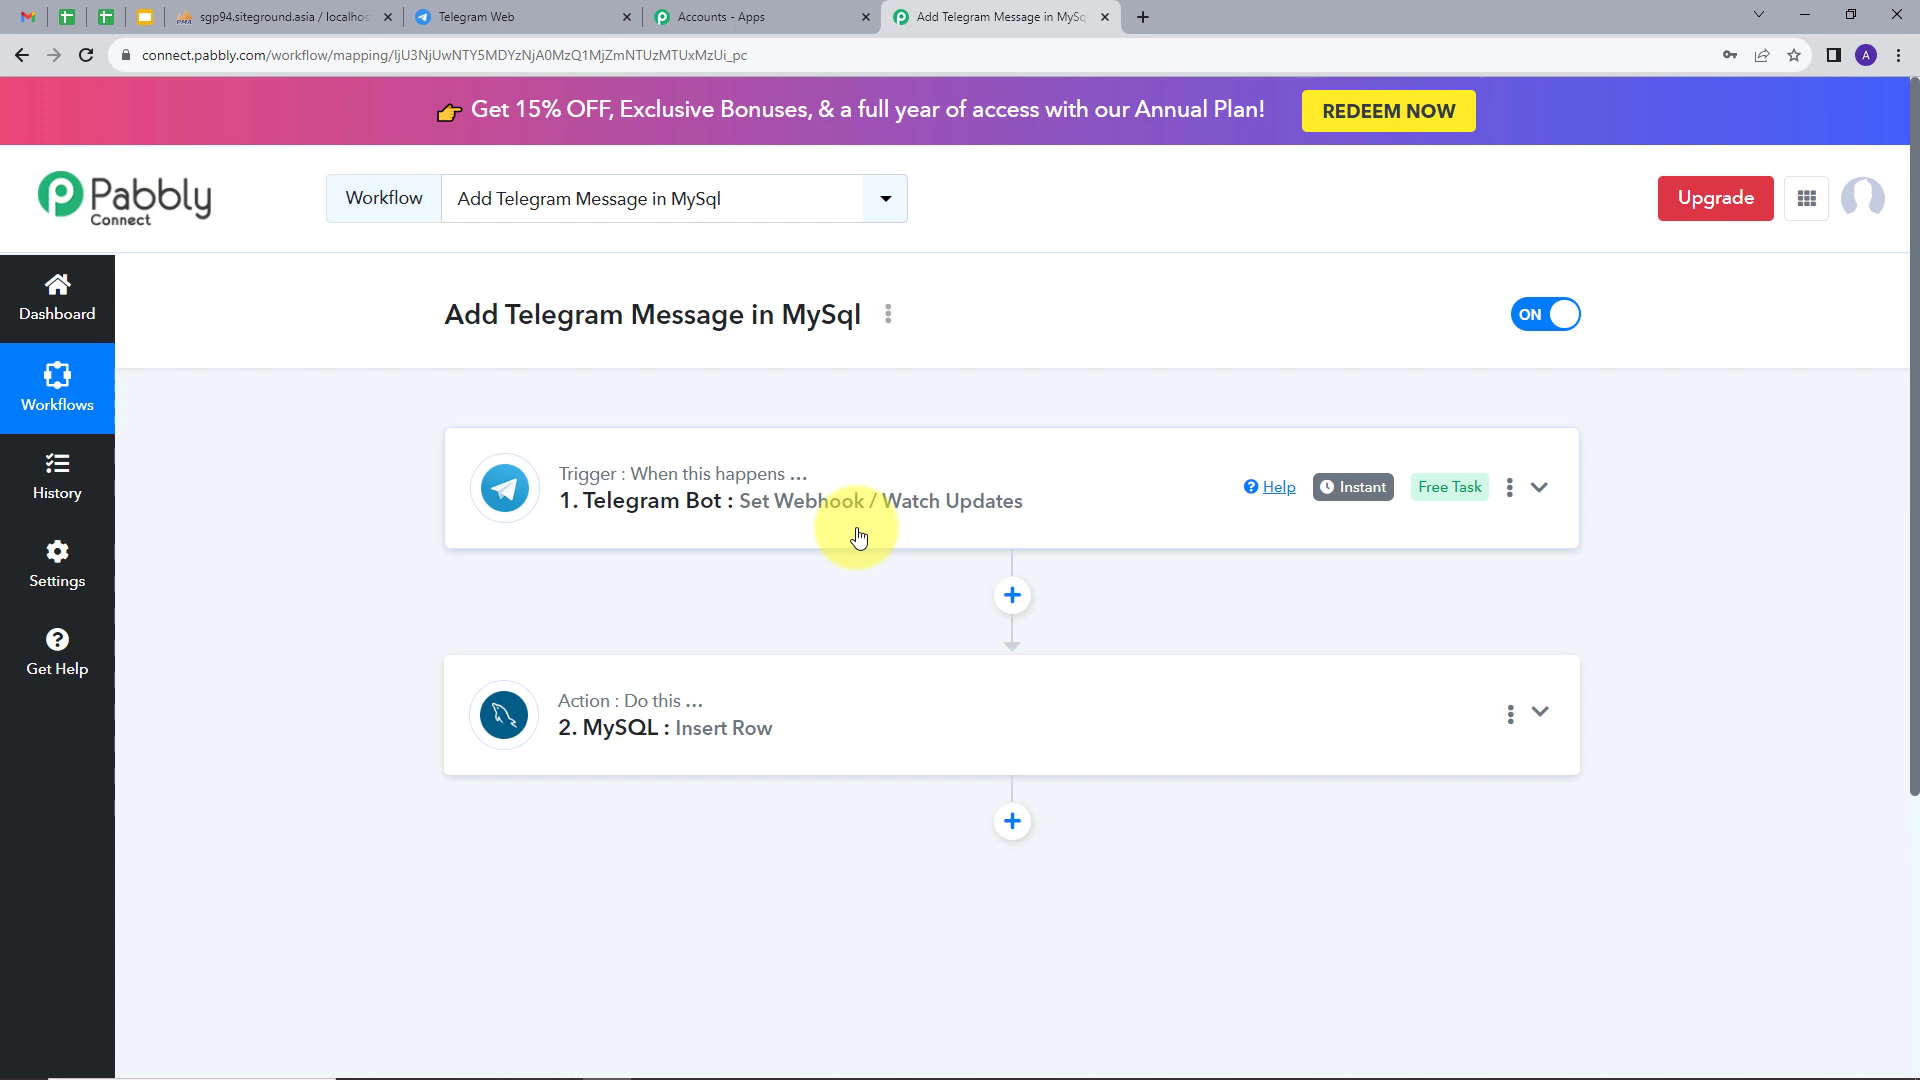 sgp94.siteground.asia / localhos
Telegram Web
Accounts - Apps
Add Telegram Message in MySq
connect.pabbly.com/workflow/mapping/IjU3NjUwNTY5MDYzNjA0MzQ1MjZmNTUzMTUxMzUi_pc
A
👉 Get 15% OFF, Exclusive Bonuses, & a full year of access with our Annual Plan!
REDEEM NOW
Pabbly
Connect
Workflow
Add Telegram Message in MySql
Upgrade
Dashboard
Workflows
History
Settings
Get Help
Add Telegram Message in MySql
ON
Trigger : When this happens ...
1. Telegram Bot : Set Webhook / Watch Updates
Help
Instant
Free Task
Action : Do this ...
2. MySQL : Insert Row